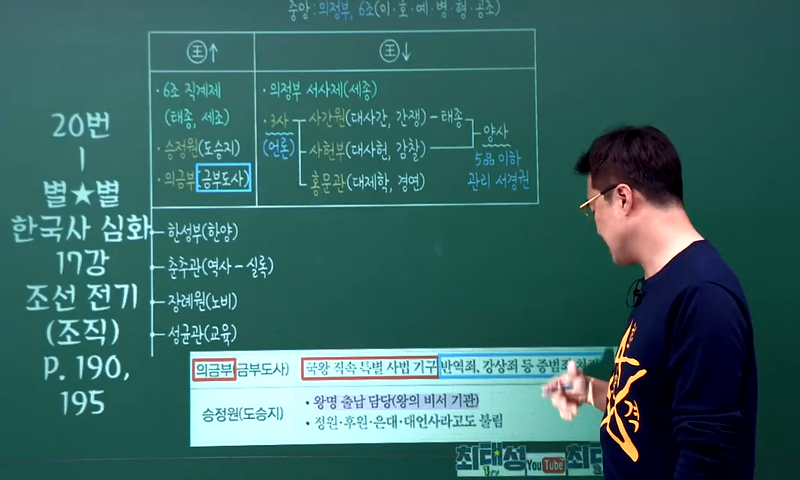 중앙 : 의정부, 6조(이·호·예·병·형·공조)
王↑
王↓
· 6조 직계제
(태종, 세조)
· 승정원(도승지)
· 의금부(금부도사)
· 의정부 서사제(세종)
· 3사
(언론)
사간원(대사간, 간쟁) - 태종
사헌부(대사헌, 감찰)
홍문관(대제학, 경연)
양사
5품 이하
관리 서경권
한성부(한양)
춘추관(역사 - 실록)
장례원(노비)
성균관(교육)
20번
별★별
한국사 심화
17강
조선 전기
(조직)
P. 190,
195
의금부(금부도사)
국왕 직속 특별 사법 기구 반역죄, 강상죄 등 중범죄
승정원(도승지)
• 왕명 출납 담당(왕의 비서 기관)
• 정원·후원·은대·대언사라고도 불림
최태성
YouTube
격